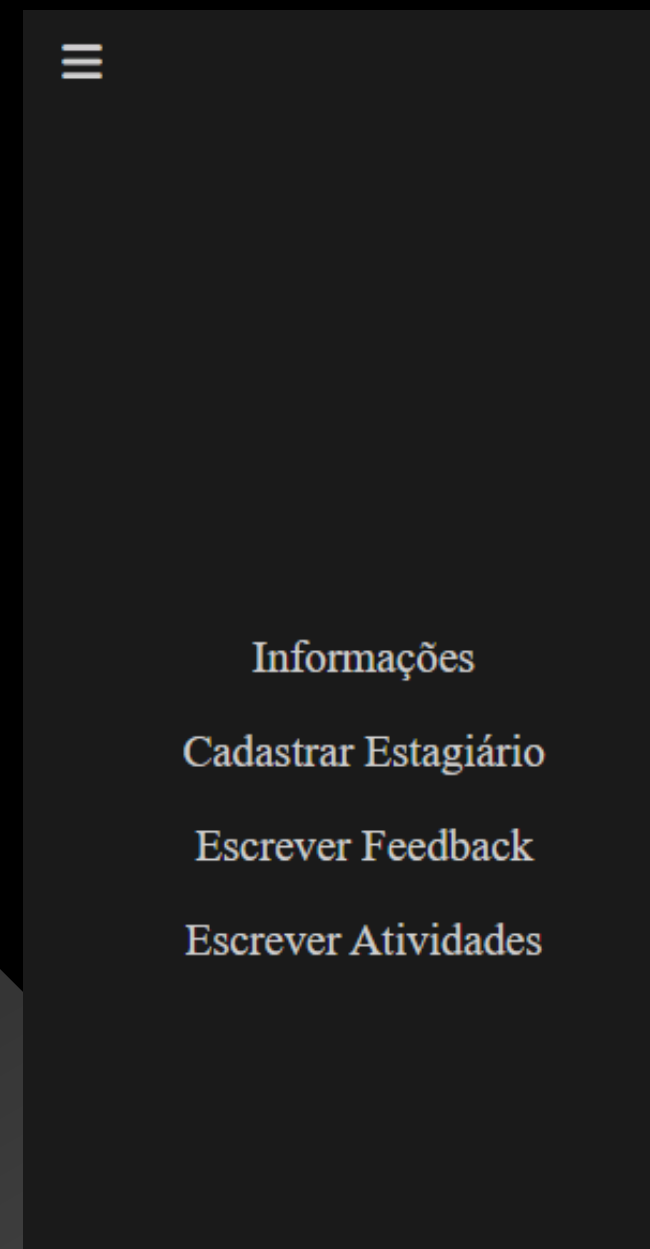 Informações
Cadastrar Estagiário
Escrever Feedback
Escrever Atividades